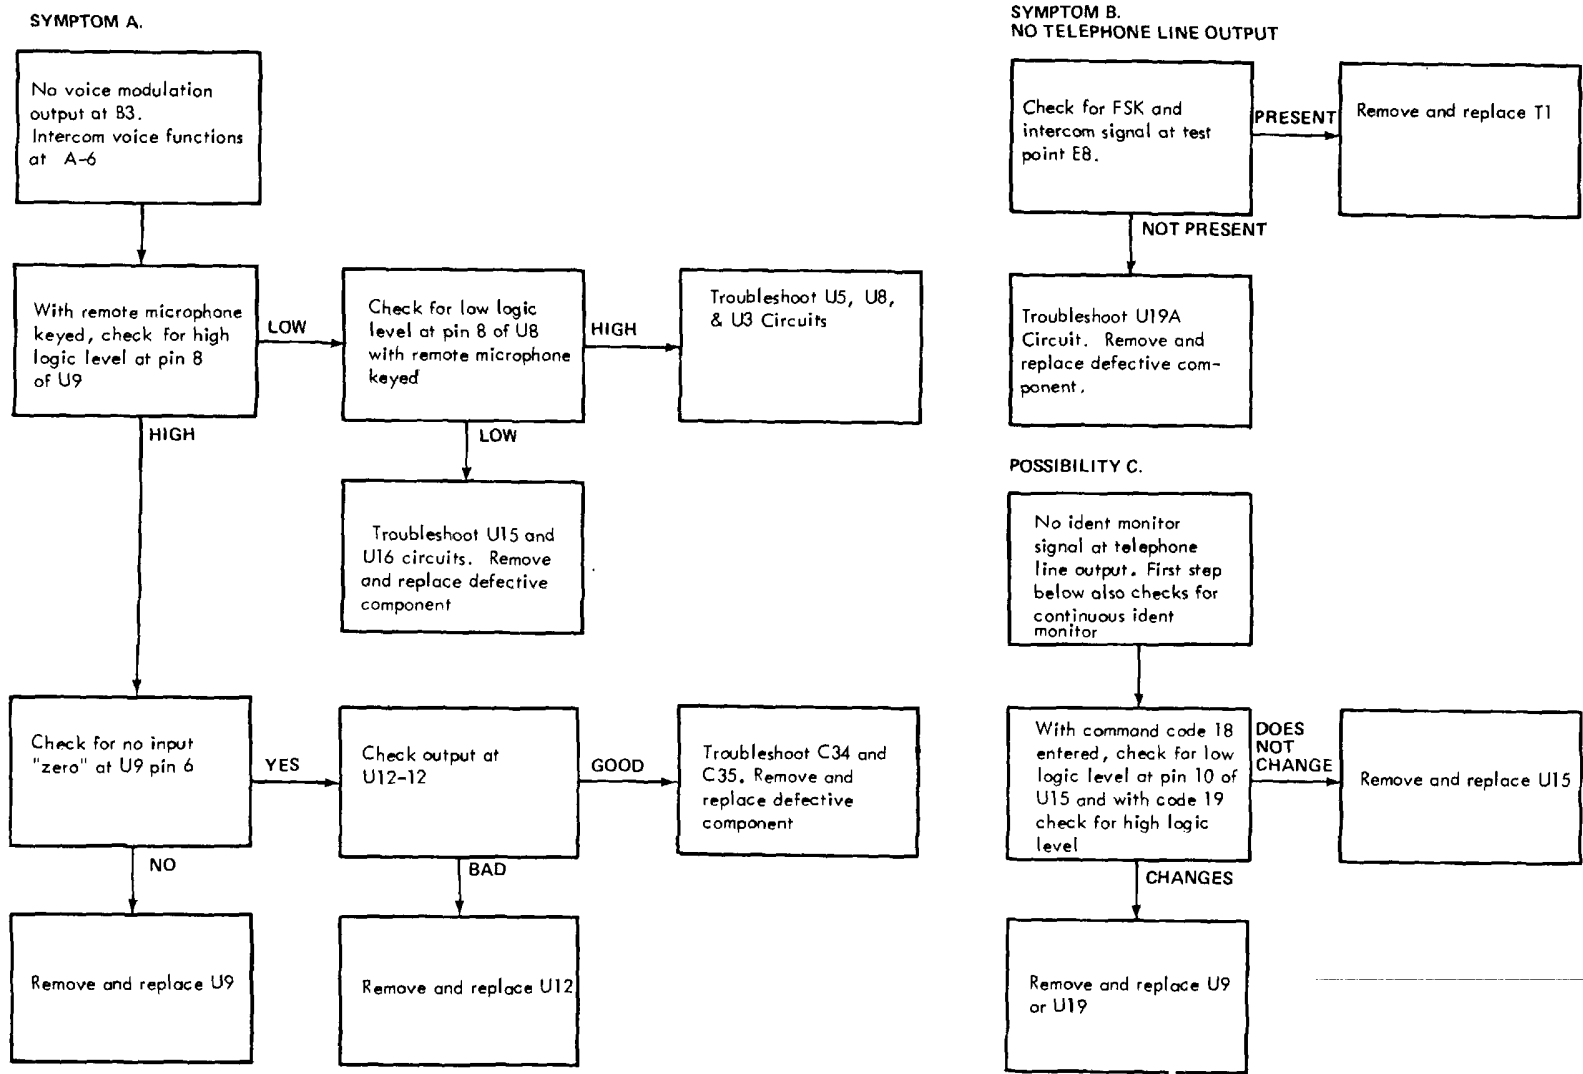 SYMPTOM A.
No voice modulation
output at B3.
Intercom voice functions
at A-6
With remote microphone
keyed, check for high
logic level at pin 8
of U9
LOW
Check for low logic
level at pin 8 of U8
with remote microphone
keyed
HIGH
Troubleshoot U5, U8,
& U3 Circuits
HIGH
LOW
Troubleshoot U15 and
U16 circuits. Remove
and replace defective
component
Check for no input
"zero" at U9 pin 6
YES
Check output at
U12-12
GOOD
Troubleshoot C34 and
C35. Remove and
replace defective
component
NO
BAD
Remove and replace U9
Remove and replace U12
SYMPTOM B.
NO TELEPHONE LINE OUTPUT
Check for FSK and
intercom signal at test
point E8.
PRESENT
Remove and replace T1
NOT PRESENT
Troubleshoot U19A
Circuit. Remove and
replace defective com-
ponent.
POSSIBILITY C.
No ident monitor
signal at telephone
line output. First step
below also checks for
continuous ident
monitor
With command code 18
entered, check for low
logic level at pin 10 of
U15 and with code 19
check for high logic
level
DOES
NOT
CHANGE
Remove and replace U15
CHANGES
Remove and replace U9
or U19